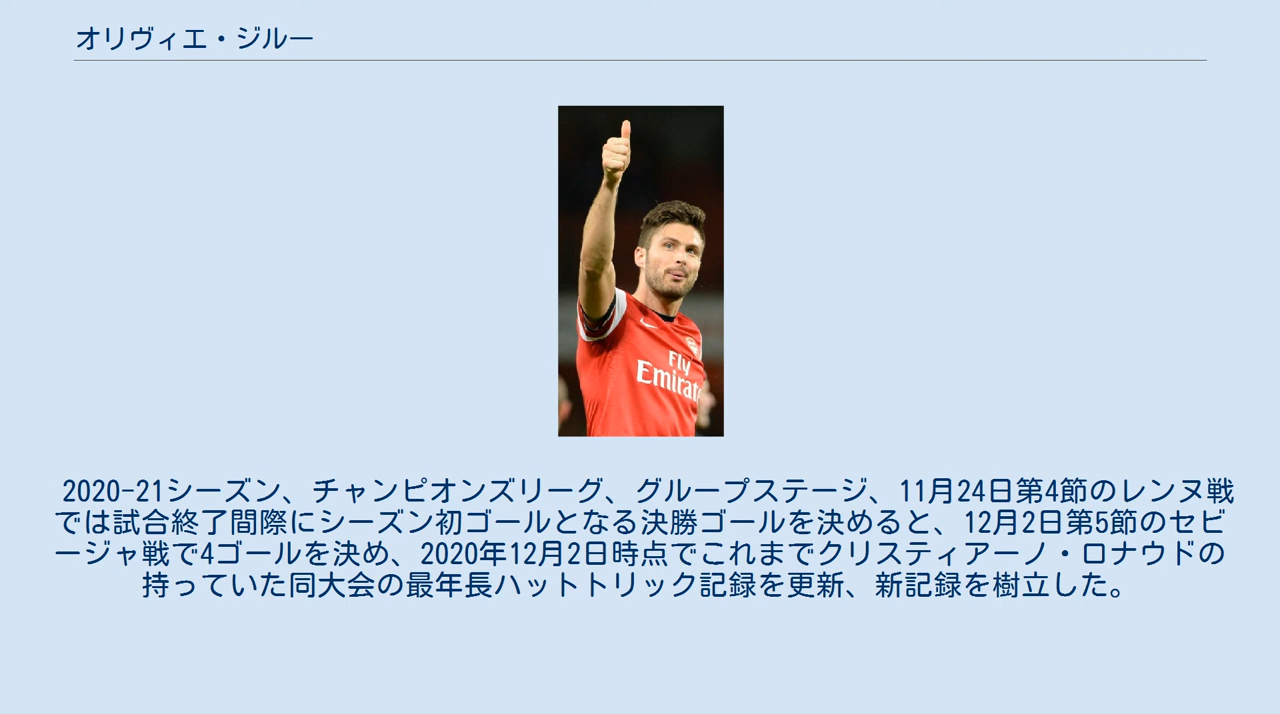 オリヴィエ・ジルー
Fly
Emirate
2020-21シーズン、チャンピオンズリーグ、グループステージ、11月24日第4節のレンヌ戦
では試合終了間際にシーズン初ゴールとなる決勝ゴールを決めると、12月2日第5節のセビ
ージャ戦で4ゴールを決め、2020年12月2日時点でこれまでクリスティアーノ・ロナウドの
持っていた同大会の最年長ハットトリック記録を更新、新記録を樹立した。